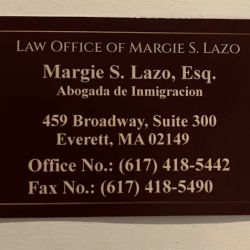 LAW OFFICE OF MARGIE S. LAZO
Margie S. Lazo, Esq.
Abogada de Inmigracion
459 Broadway, Suite 300
Everett, MA 02149
Office No.: (617) 418-5442
Fax No.: (617) 418-5490